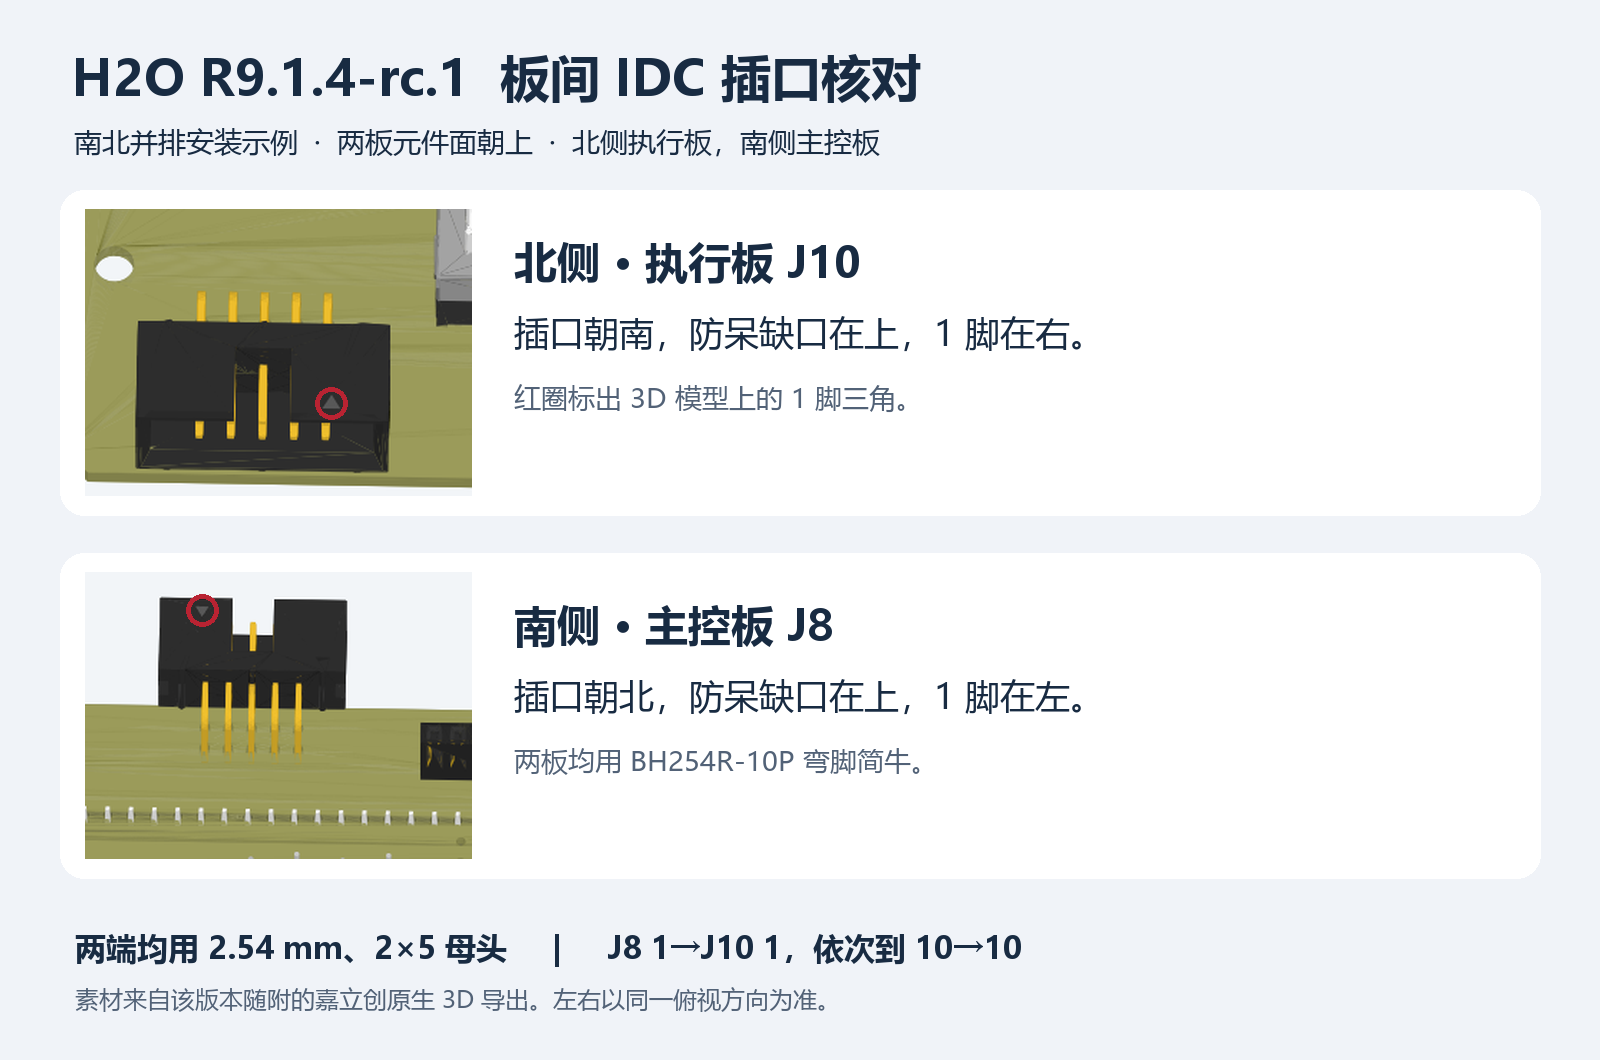 H2O R9.1.4-rc.1 板间 IDC 插口核对
南北并排安装示例 · 两板元件面朝上 · 北侧执行板，南侧主控板
北侧 • 执行板 J10
插口朝南，防呆缺口在上，1 脚在右。
红圈标出 3D 模型上的 1 脚三角。
南侧 • 主控板 J8
插口朝北，防呆缺口在上，1 脚在左。
两板均用 BH254R-10P 弯脚简牛。
两端均用 2.54 mm、2×5 母头 | J8 1→J10 1，依次到 10→10
素材来自该版本随附的嘉立创原生 3D 导出。左右以同一俯视方向为准。